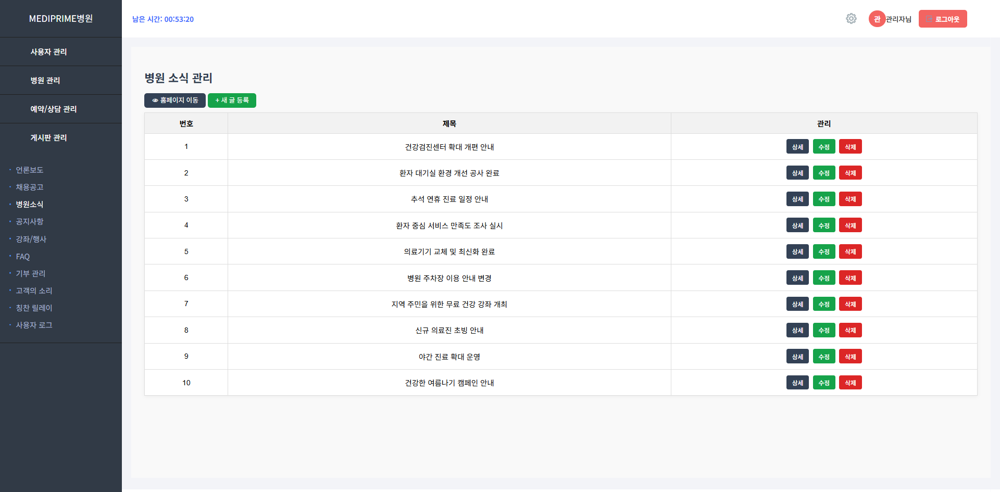 MEDIPRIME병원
남은 시간: 00:53:20
관 관리자님 로그아웃
사용자 관리
병원 관리
예약/상담 관리
게시판 관리
· 언론보도
· 채용공고
· 병원소식
· 공지사항
· 강좌/행사
· FAQ
· 기부 관리
· 고객의 소리
· 칭찬 릴레이
· 사용자 로그
병원 소식 관리
홈페이지 이동 + 새 글 등록
번호 제목 관리
1 건강검진센터 확대 개편 안내 상세 수정 삭제
2 환자 대기실 환경 개선 공사 완료 상세 수정 삭제
3 추석 연휴 진료 일정 안내 상세 수정 삭제
4 환자 중심 서비스 만족도 조사 실시 상세 수정 삭제
5 의료기기 교체 및 최신화 완료 상세 수정 삭제
6 병원 주차장 이용 안내 변경 상세 수정 삭제
7 지역 주민을 위한 무료 건강 강좌 개최 상세 수정 삭제
8 신규 의료진 초빙 안내 상세 수정 삭제
9 야간 진료 확대 운영 상세 수정 삭제
10 건강한 여름나기 캠페인 안내 상세 수정 삭제